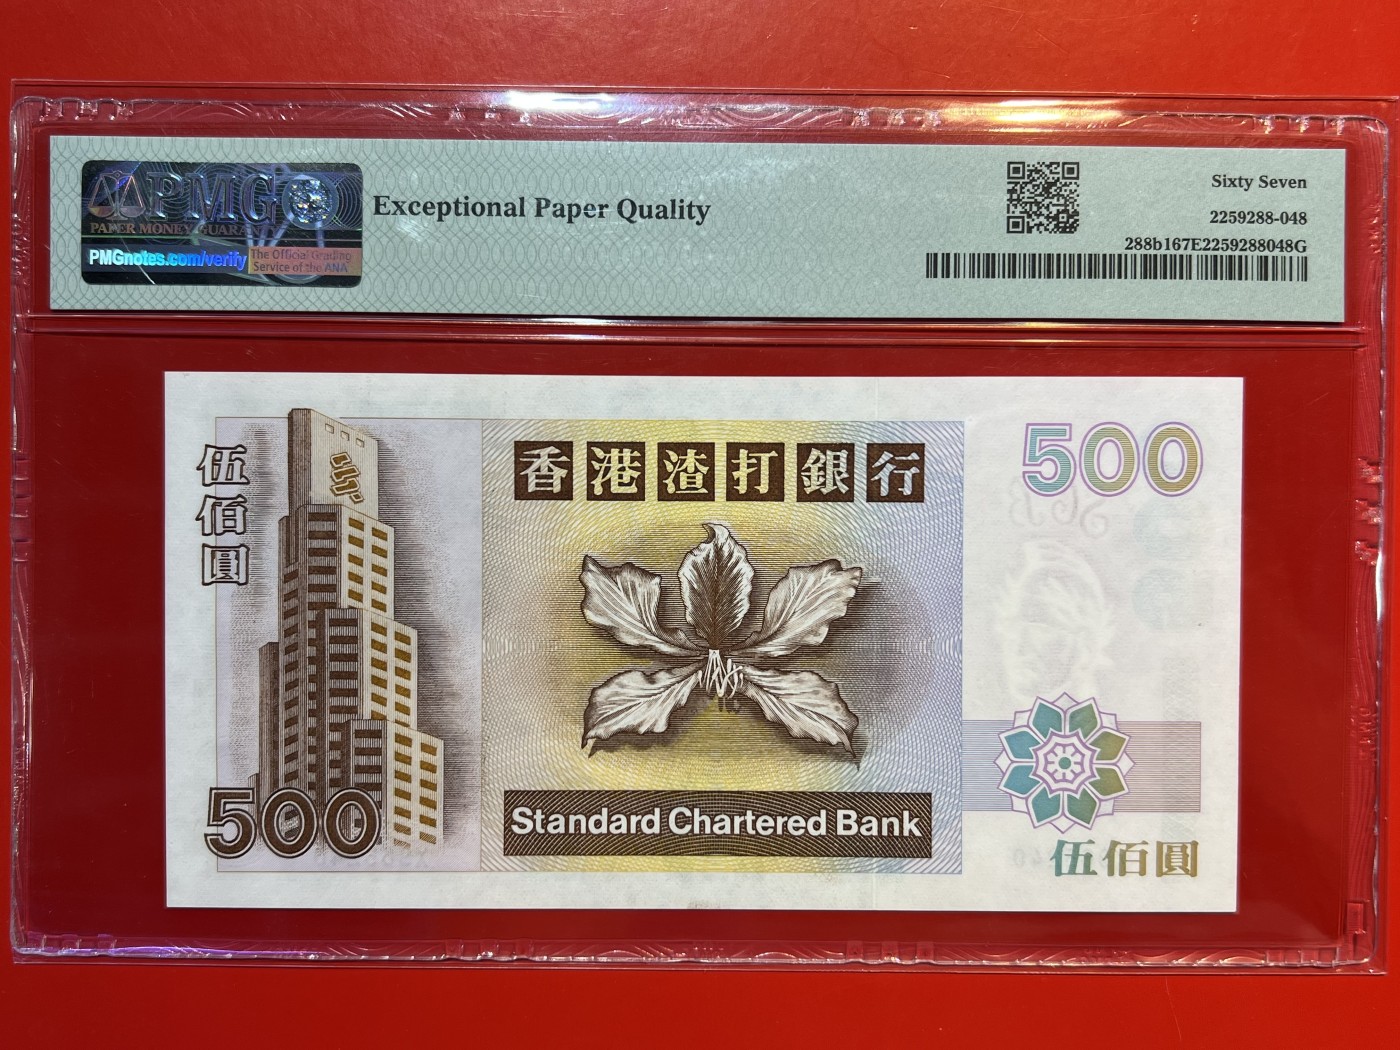 PMG
PAPER MONEY GUARANTY
PMGnotes.com/verify
The Official Grading
Service of the ANA
Exceptional Paper Quality
Sixty Seven
2259288-048
288b167E2259288048G
伍佰圓
香港渣打銀行
500
SCB
500
Standard Chartered Bank
伍佰圓